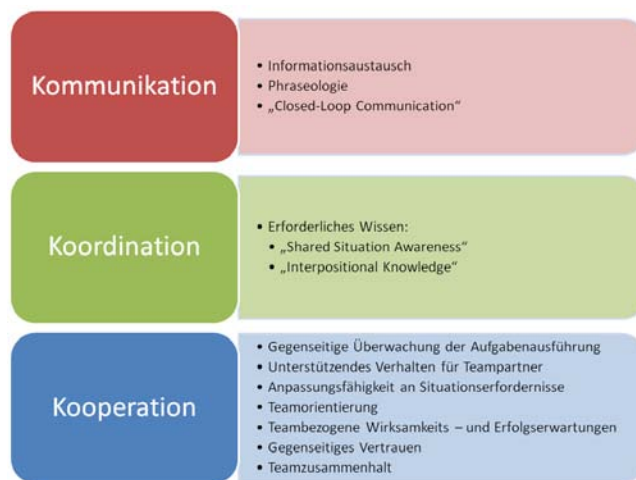 Kommunikation
• Informationsaustausch
• Phraseologie
• „Closed-Loop Communication“
Koordination
• Erforderliches Wissen:
• „Shared Situation Awareness“
• „Interpositional Knowledge“
Kooperation
• Gegenseitige Überwachung der Aufgabenausführung
• Unterstützendes Verhalten für Teampartner
• Anpassungsfähigkeit an Situationserfordernisse
• Teamorientierung
• Teambezogene Wirksamkeits – und Erfolgserwartungen
• Gegenseitiges Vertrauen
• Teamzusammenhalt